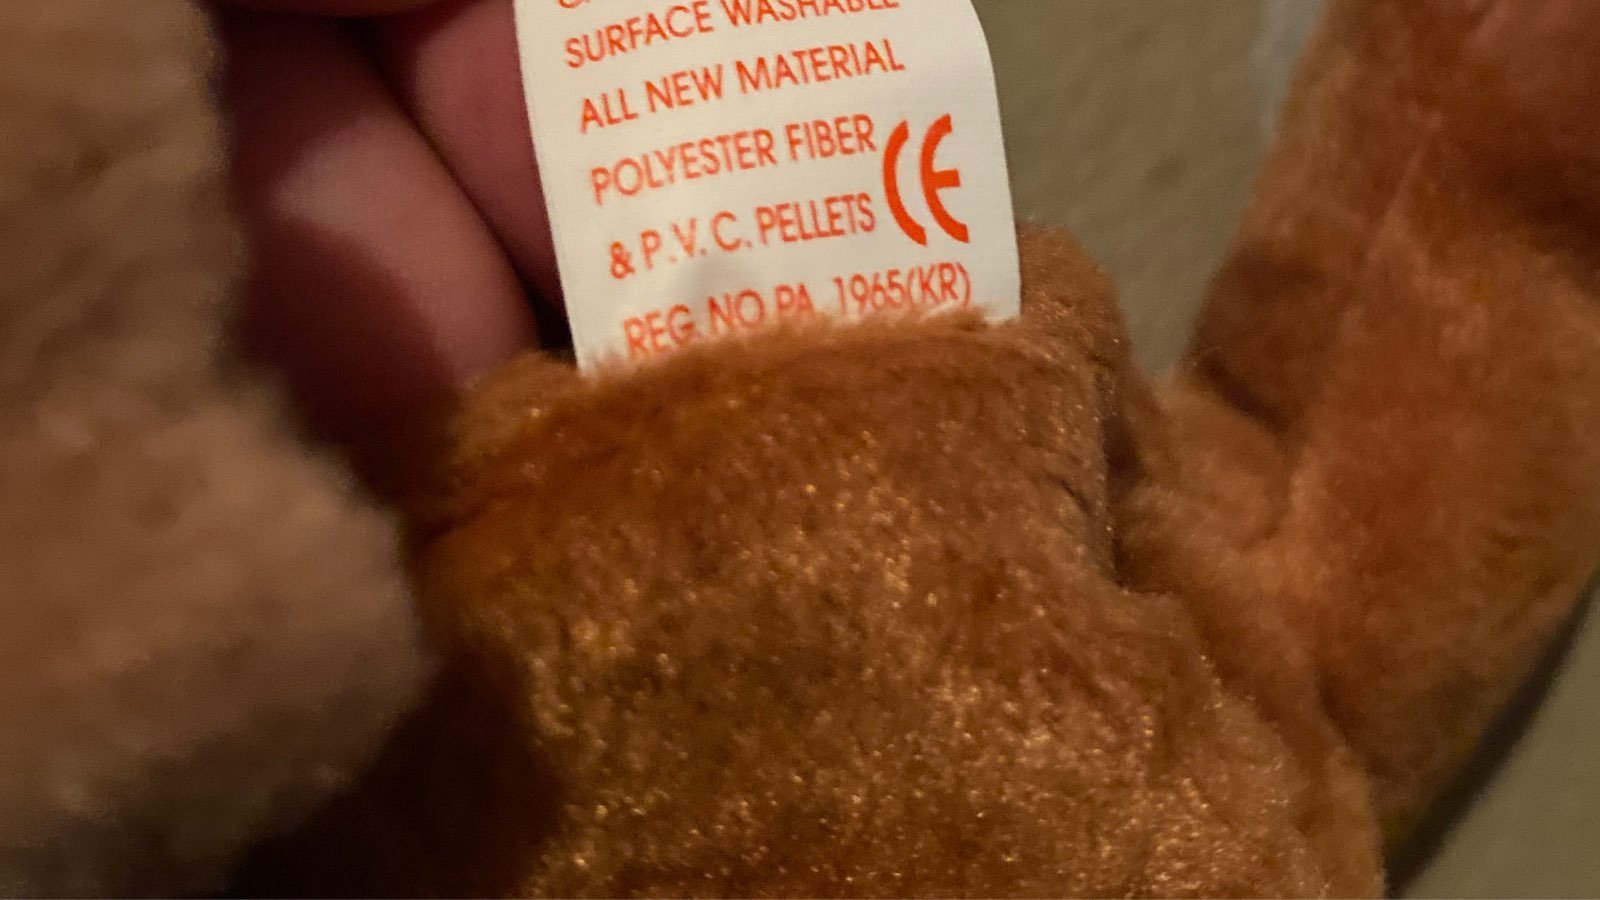 SURFACE WASHABLE
ALL NEW MATERIAL
POLYESTER FIBER
& P.V.C. PELLETS CE
REG. NO PA. 1965(KR)